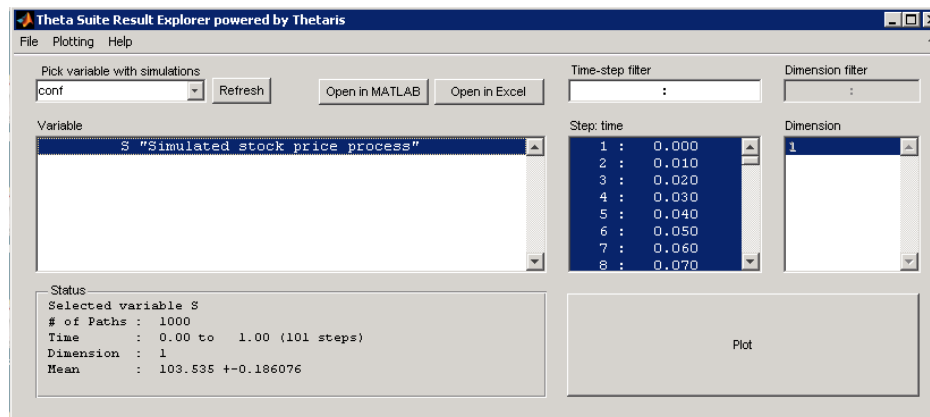 Theta Suite Result Explorer powered by Thetaris
File Plotting Help
Pick variable with simulations
conf
Refresh
Open in MATLAB
Open in Excel
Time-step filter
:
Dimension filter
:
Variable
S "Simulated stock price process"
Step: time
1 : 0.000
2 : 0.010
3 : 0.020
4 : 0.030
5 : 0.040
6 : 0.050
7 : 0.060
8 : 0.070
Dimension
1
Status
Selected variable S
# of Paths : 1000
Time : 0.00 to 1.00 (101 steps)
Dimension : 1
Mean : 103.535 +-0.186076
Plot